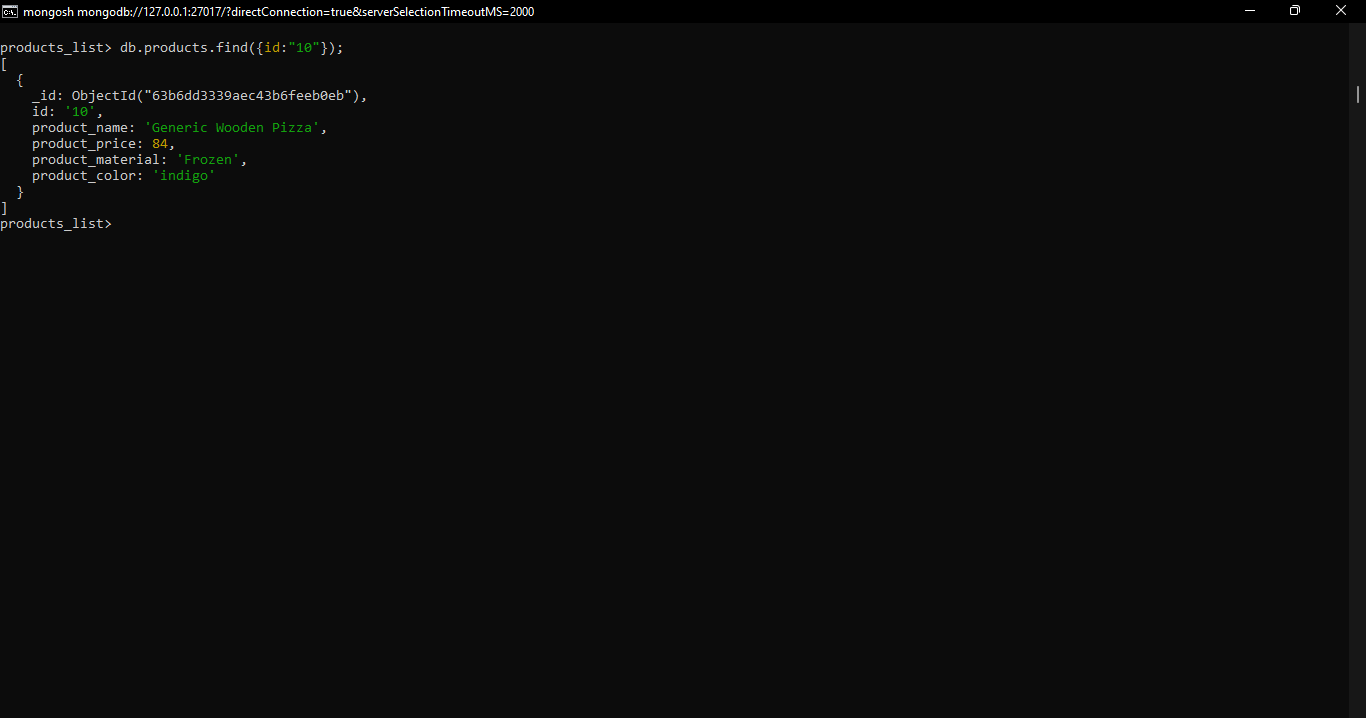 mongosh mongodb://127.0.0.1:27017/?directConnection=true&serverSelectionTimeoutMS=2000
products_list> db.products.find({id:"10"});
[
  {
    _id: ObjectId("63b6dd3339aec43b6feeb0eb"),
    id: '10',
    product_name: 'Generic Wooden Pizza',
    product_price: 84,
    product_material: 'Frozen',
    product_color: 'indigo'
  }
]
products_list>